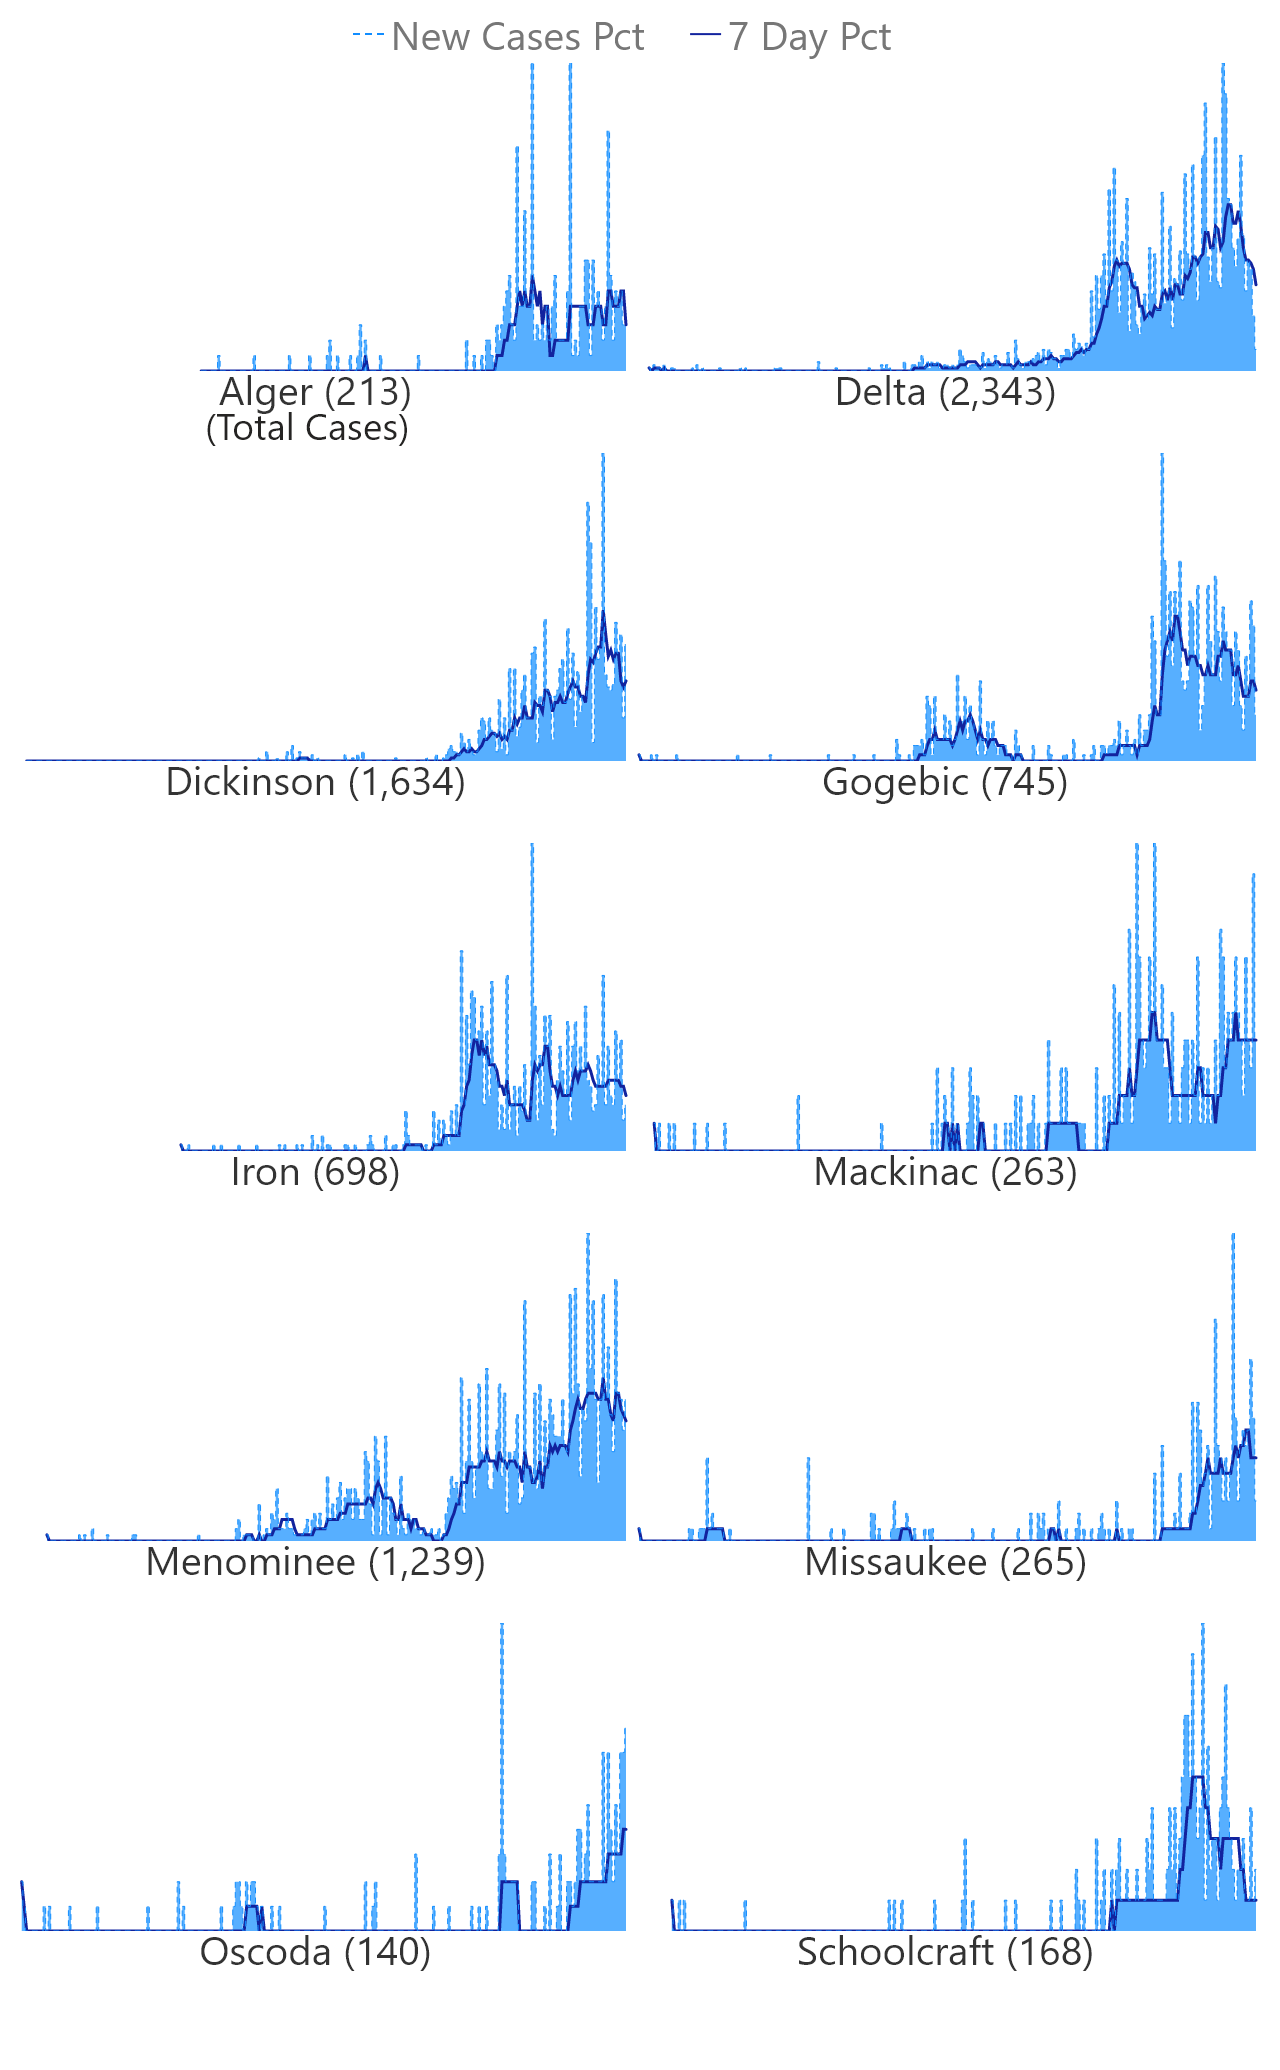 New Cases Pct 7 Day Pct
Alger (213) Delta (2,343)
(Total Cases)
Dickinson (1,634) Gogebic (745)
Iron (698) Mackinac (263)
Menominee (1,239) Missaukee (265)
Oscoda (140) Schoolcraft (168)